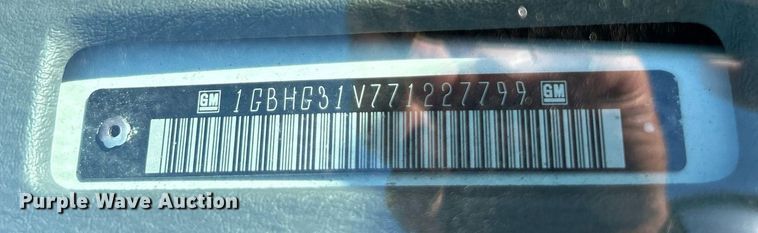 GM 1GBHG31V771227799 GM
Purple Wave Auction